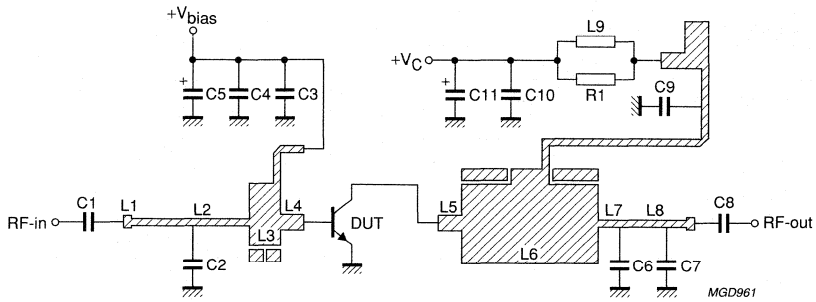 +Vbias
C5
C4
C3
+
+VC
L9
R1
+
C11
C10
C9
RF-in
C1
L1
L2
C2
L3
L4
DUT
L5
L6
L7
L8
C6
C7
C8
RF-out
MGD961